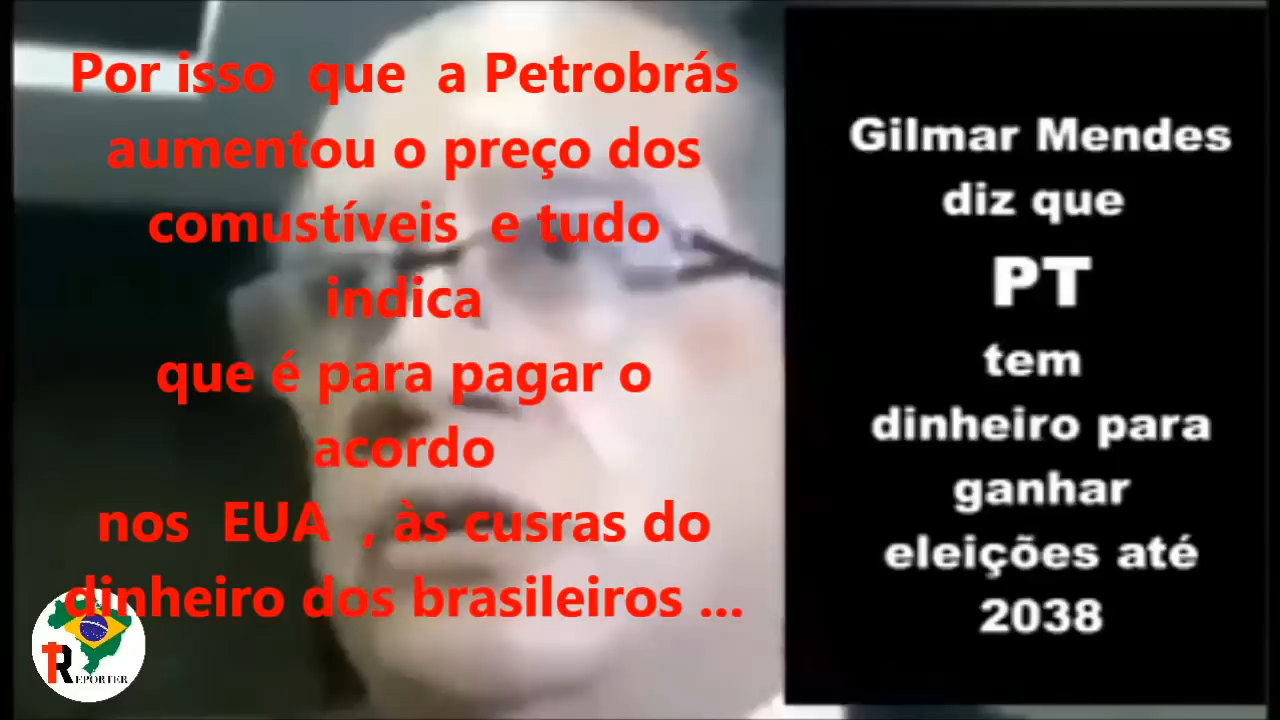 Por isso que a Petrobrás
aumentou o preço dos
comustíveis e tudo
indica
que é para pagar o
acordo
nos EUA , às cusras do
dinheiro dos brasileiros ...
Gilmar Mendes
diz que
PT
tem
dinheiro para
ganhar
eleições até
2038
REPORTER